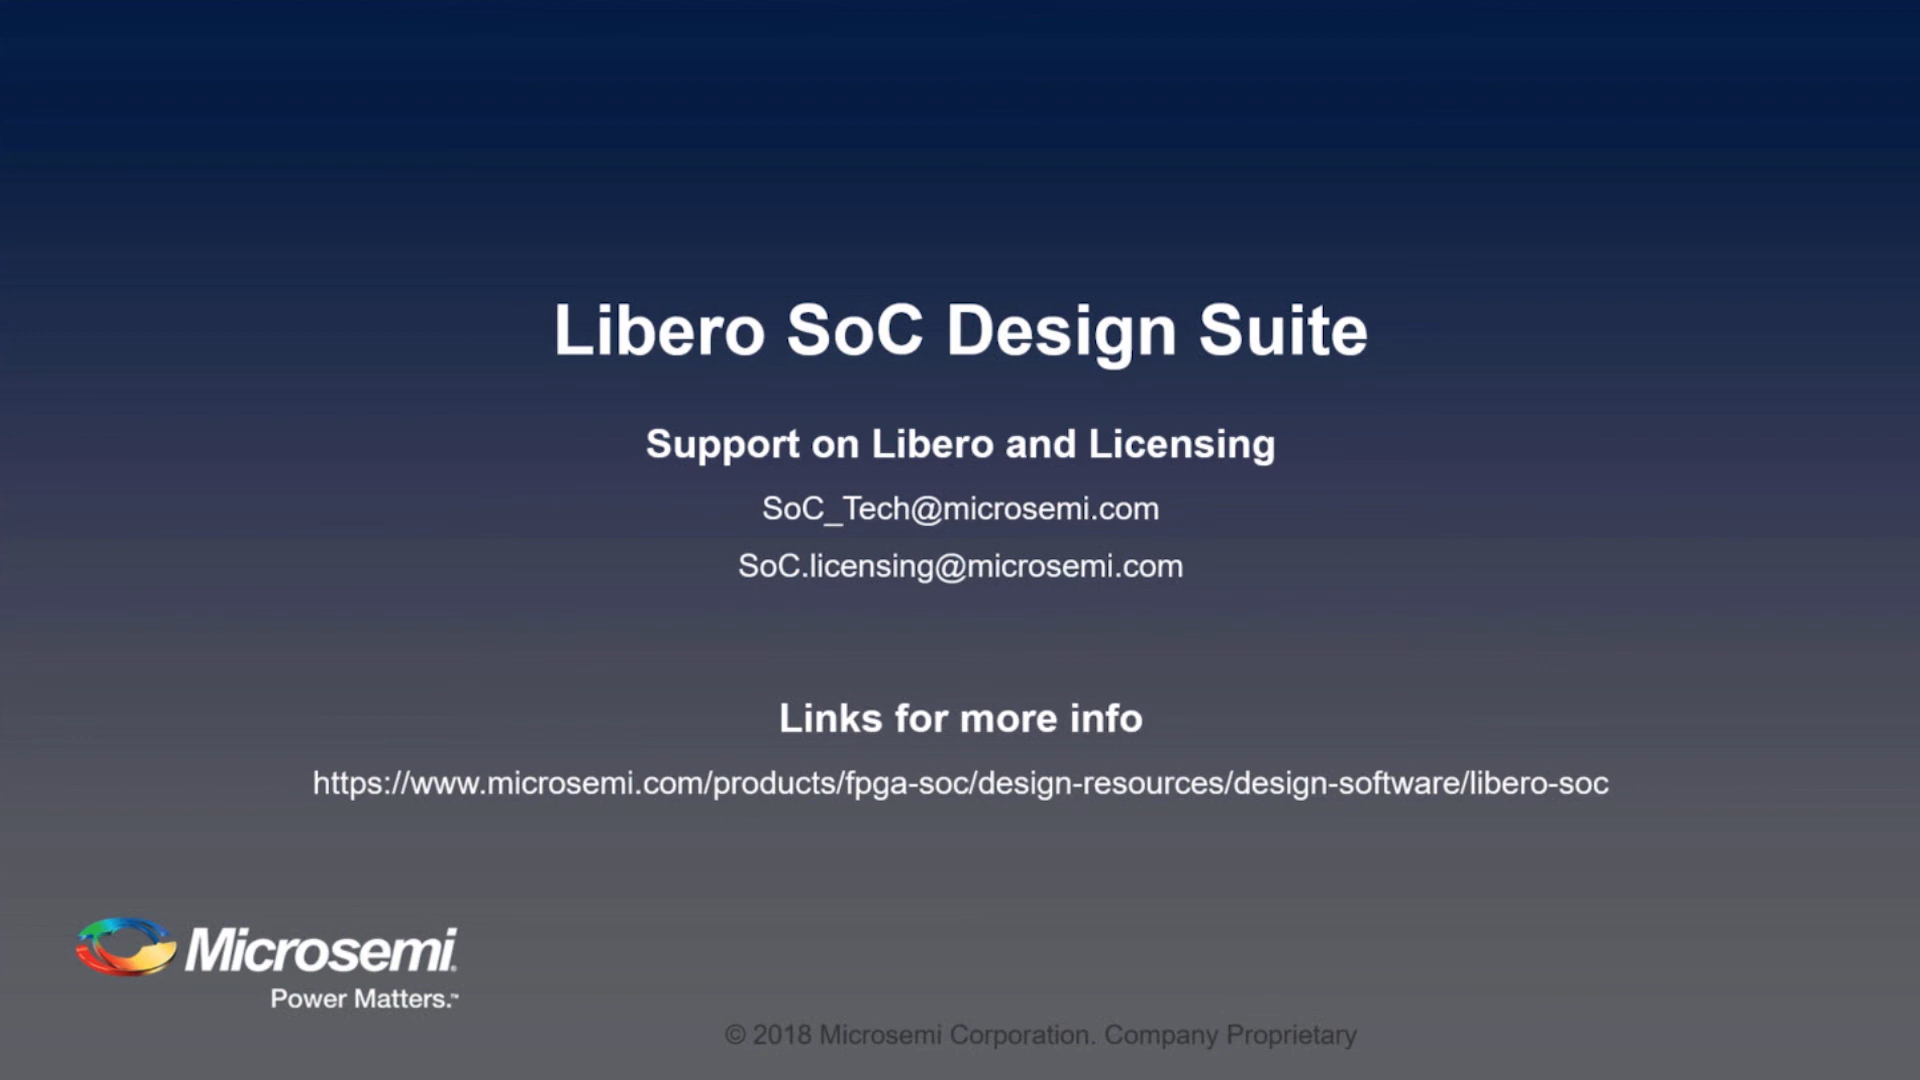 Libero SoC Design Suite
Support on Libero and Licensing
SoC_Tech@microsemi.com
SoC.licensing@microsemi.com
Links for more info
https://www.microsemi.com/products/fpga-soc/design-resources/design-software/libero-soc
Microsemi.
Power Matters.™
© 2018 Microsemi Corporation. Company Proprietary